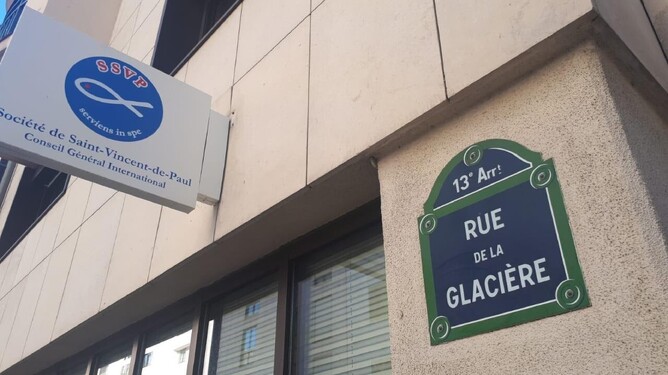 SSVP
serviens in spe
Société de Saint-Vincent-de-Paul
Conseil Général International
13e Arrt
RUE
DE LA
GLACIÈRE